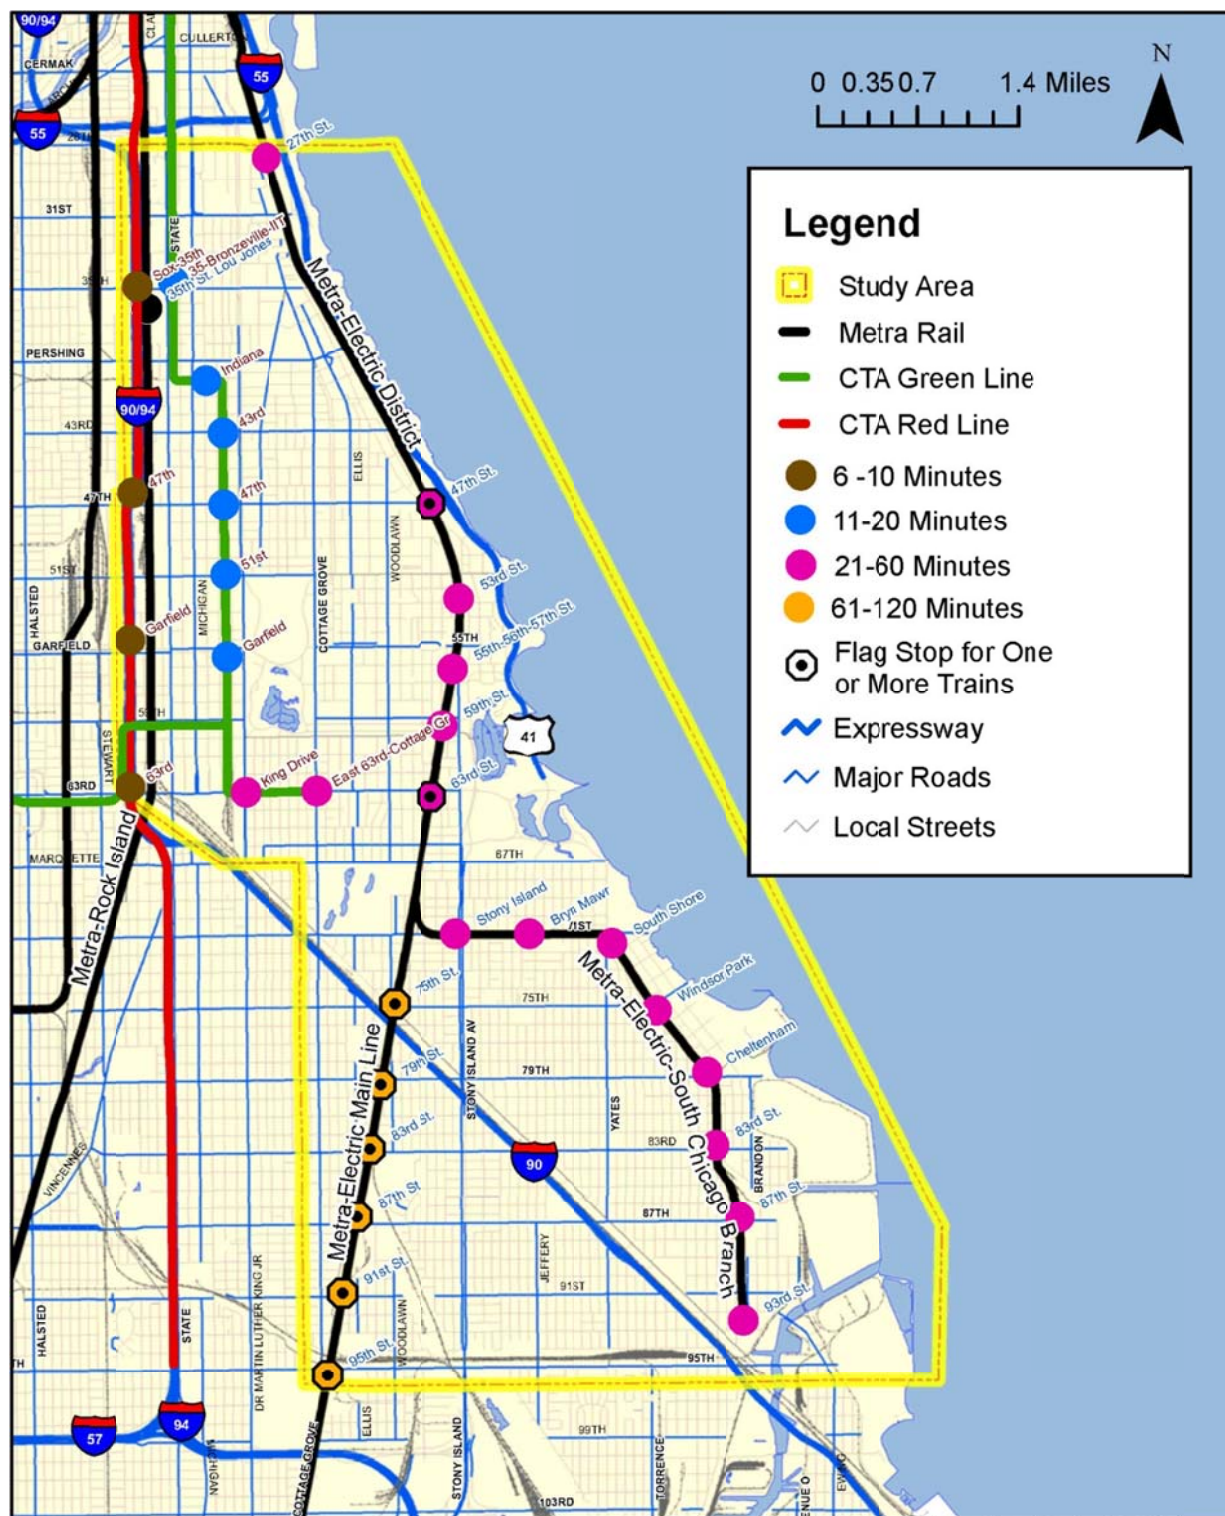 90/94
CULLERTO
CERMAK
55
55
N
0 0.35 0.7 1.4 Miles
27th St.
31ST
STATE
Legend
Study Area
Metra Rail
CTA Green Line
CTA Red Line
6 -10 Minutes
11-20 Minutes
21-60 Minutes
61-120 Minutes
Flag Stop for One
or More Trains
Expressway
Major Roads
Local Streets
Sox-35th
35-Bronzeville-IIT
35th St. Lou Jones
35TH
Metra-Electric District
PERSHING
Indiana
90/94
43RD
43rd
ELLIS
47TH
47th
47th
47th St.
WOODLAWN
51ST
51st
HALSTED
MICHIGAN
COTTAGE GROVE
53rd St.
GARFIELD
Garfield
Garfield
55TH
55th-56th-57th St
59th St.
41
STEWART
63RD
63rd
King Drive
East 63rd-Cottage Gr
63rd St.
MARQUETTE
67TH
Metra-Rock Island
Stony Island
Bryn Mawr
71ST
South Shore
75th St.
75TH
Windsor Park
Metra-Electric-South Chicago Branch
Metra-Electric Main Line
STONY ISLAND AV
79th St.
79TH
Cheltenham
YATES
83rd St.
83RD
83rd St.
BRANDON
90
VINCENNES
87th St
87TH
87th St.
JEFFERY
91st St.
91ST
93rd St.
DR MARTIN LUTHER KING JR
WOODLAWN
HALSTED
STATE
TH
95th St.
95TH
57
94
MICHIGAN
COTTAGE GROVE
ELLIS
STONY ISLAND
99TH
TORRENCE
103RD
ENUE O
EWING